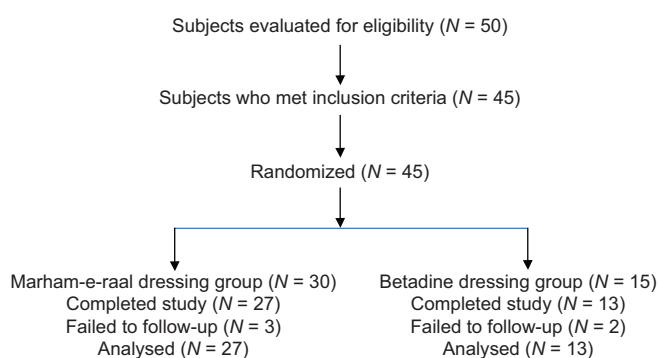 Subjects evaluated for eligibility (N = 50)
Subjects who met inclusion criteria (N = 45)
Randomized (N = 45)
Marham-e-raal dressing group (N = 30)
Completed study (N = 27)
Failed to follow-up (N = 3)
Analysed (N = 27)
Betadine dressing group (N = 15)
Completed study (N = 13)
Failed to follow-up (N = 2)
Analysed (N = 13)